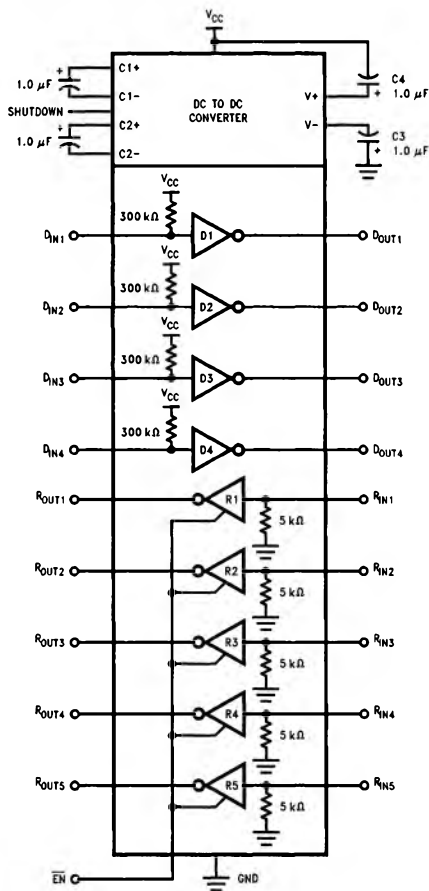 VCC
C1+
1.0 μF
C1-
SHUTDOWN
C2+
1.0 μF
C2-
DC TO DC
CONVERTER
V+
V-
C4
1.0 μF
C3
1.0 μF
VCC
300 kΩ
DIN1
D1
DOUT1
VCC
300 kΩ
DIN2
D2
DOUT2
VCC
300 kΩ
DIN3
D3
DOUT3
VCC
300 kΩ
DIN4
D4
DOUT4
ROUT1
R1
RIN1
5 kΩ
ROUT2
R2
RIN2
5 kΩ
ROUT3
R3
RIN3
5 kΩ
ROUT4
R4
RIN4
5 kΩ
ROUT5
R5
RIN5
5 kΩ
E̅N̅
GND